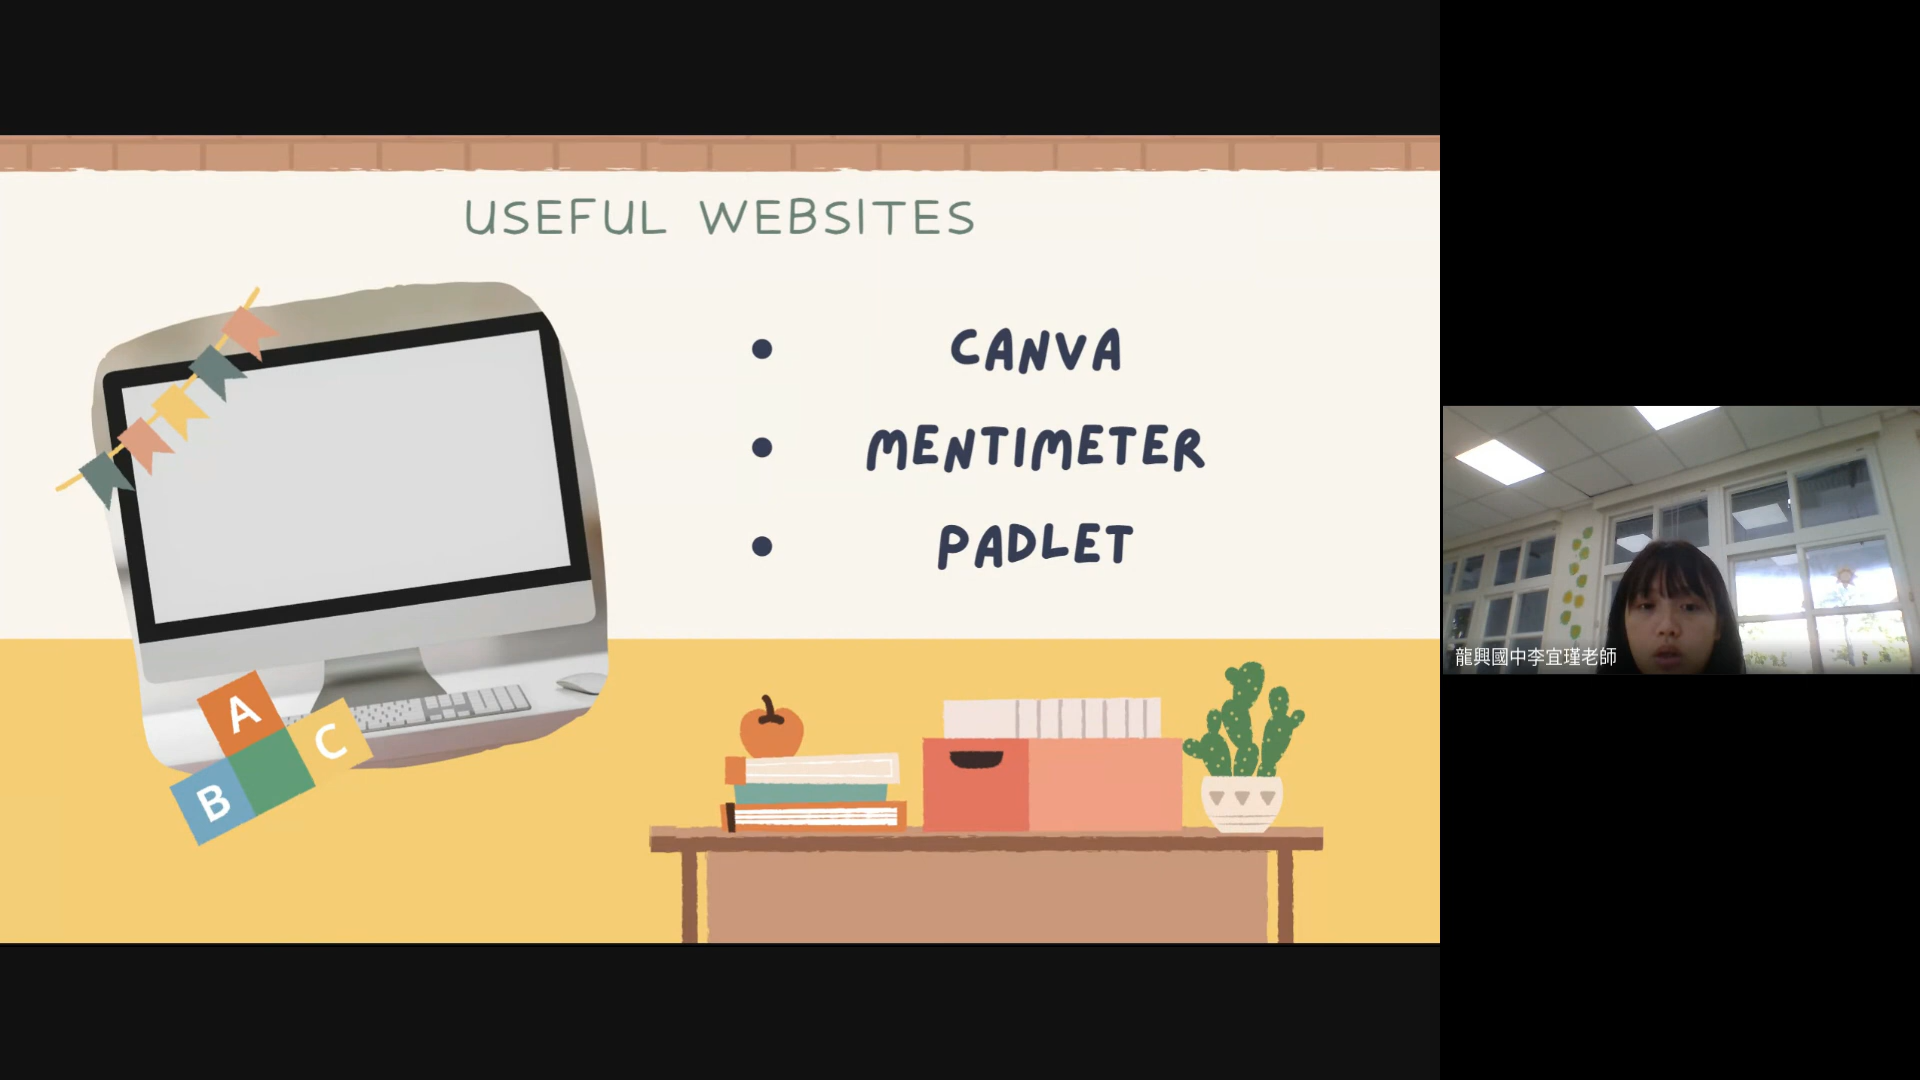 USEFUL WEBSITES
• CANVA
• MENTIMETER
• PADLET
A
B
C
龍興國中李宜瑾老師